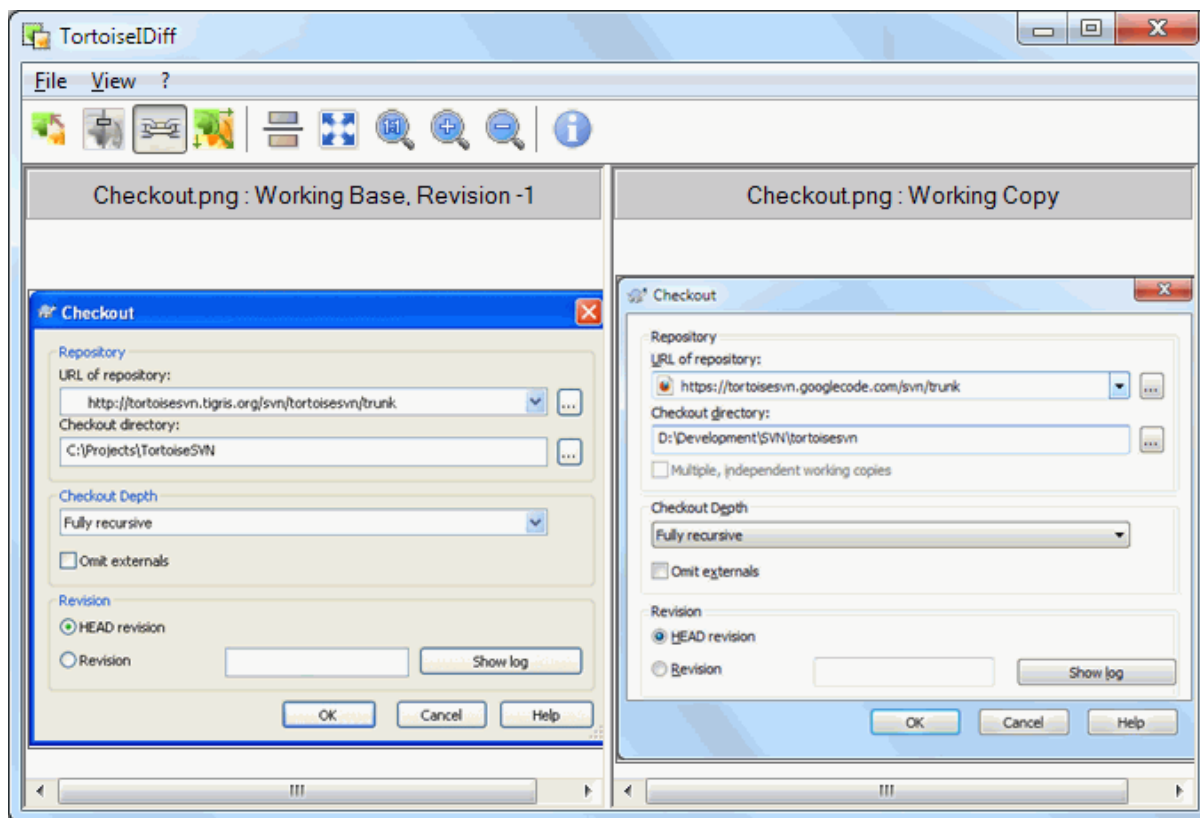 TortoiseIDiff
File View ?
1:1
Checkout.png : Working Base, Revision -1
Checkout
Repository
URL of repository:
http://tortoisesvn.tigris.org/svn/tortoisesvn/trunk
...
Checkout directory:
C:\Projects\TortoiseSVN
...
Checkout Depth
Fully recursive
Omit externals
Revision
HEAD revision
Revision
Show log
OK Cancel Help
Checkout.png : Working Copy
Checkout
Repository
URL of repository:
https://tortoisesvn.googlecode.com/svn/trunk
...
Checkout directory:
D:\Development\SVN\tortoisesvn
...
Multiple, independent working copies
Checkout Depth
Fully recursive
Omit externals
Revision
HEAD revision
Revision
Show log
OK Cancel Help